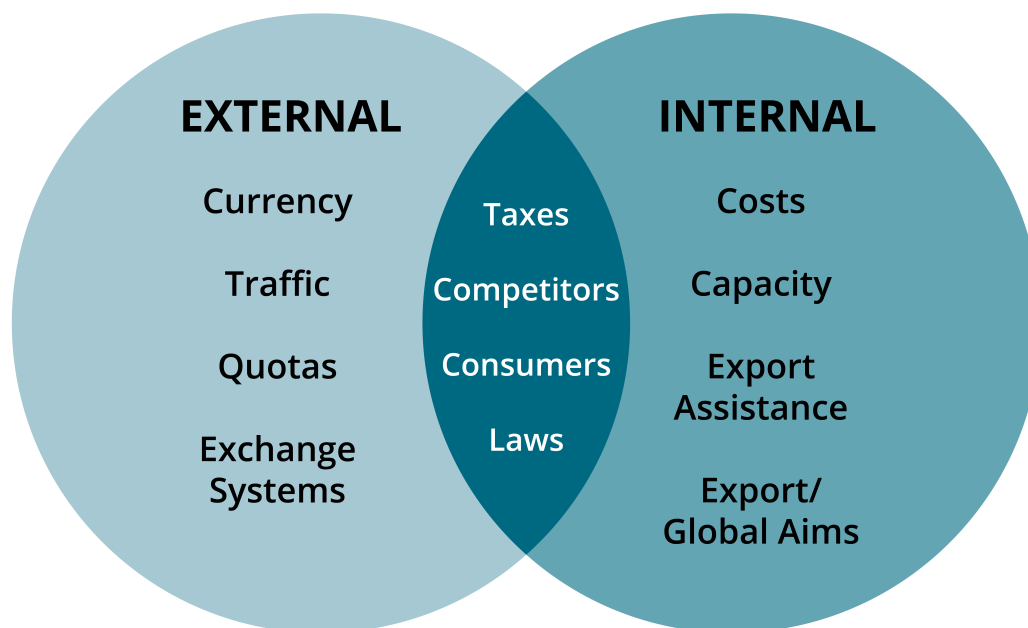 EXTERNAL
Currency
Traffic
Quotas
Exchange
Systems
Taxes
Competitors
Consumers
Laws
INTERNAL
Costs
Capacity
Export
Assistance
Export/
Global Aims